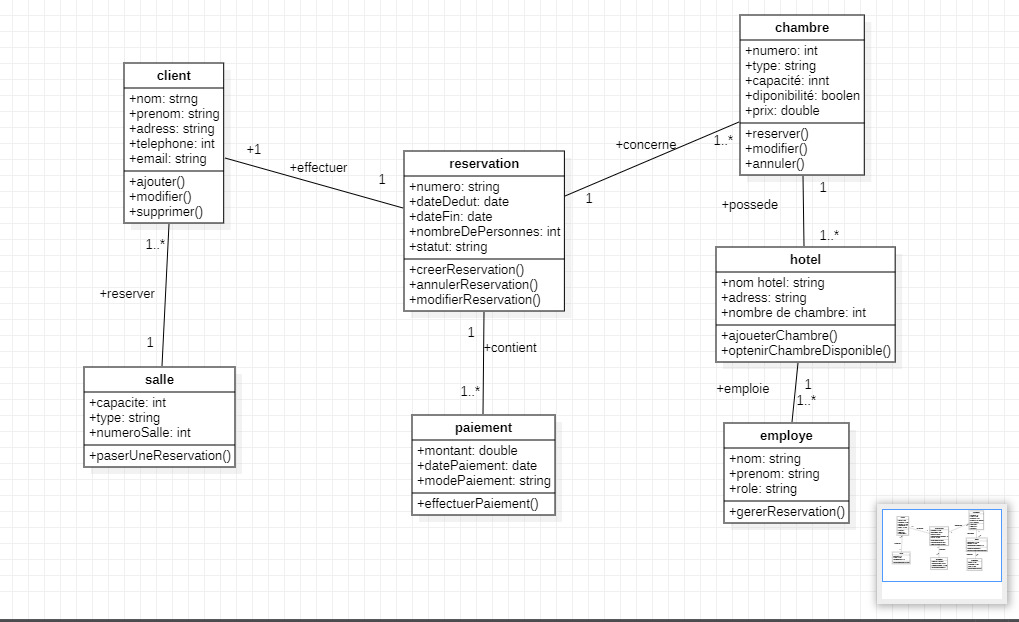 client
+nom: strng
+prenom: string
+adress: string
+telephone: int
+email: string
+ajouter()
+modifier()
+supprimer()
+1
+effectuer
1
reservation
+numero: string
+dateDedut: date
+dateFin: date
+nombreDePersonnes: int
+statut: string
+creerReservation()
+annulerReservation()
+modifierReservation()
1
+concerne
1..*
chambre
+numero: int
+type: string
+capacité: innt
+diponibilité: boolen
+prix: double
+reserver()
+modifier()
+annuler()
1
+possede
1..*
hotel
+nom hotel: string
+adress: string
+nombre de chambre: int
+ajoueterChambre()
+optenirChambreDisponible()
+emploie
1
1..*
employe
+nom: string
+prenom: string
+role: string
+gererReservation()
1..*
+reserver
1
salle
+capacite: int
+type: string
+numeroSalle: int
+paserUneReservation()
1
+contient
1..*
paiement
+montant: double
+datePaiement: date
+modePaiement: string
+effectuerPaiement()